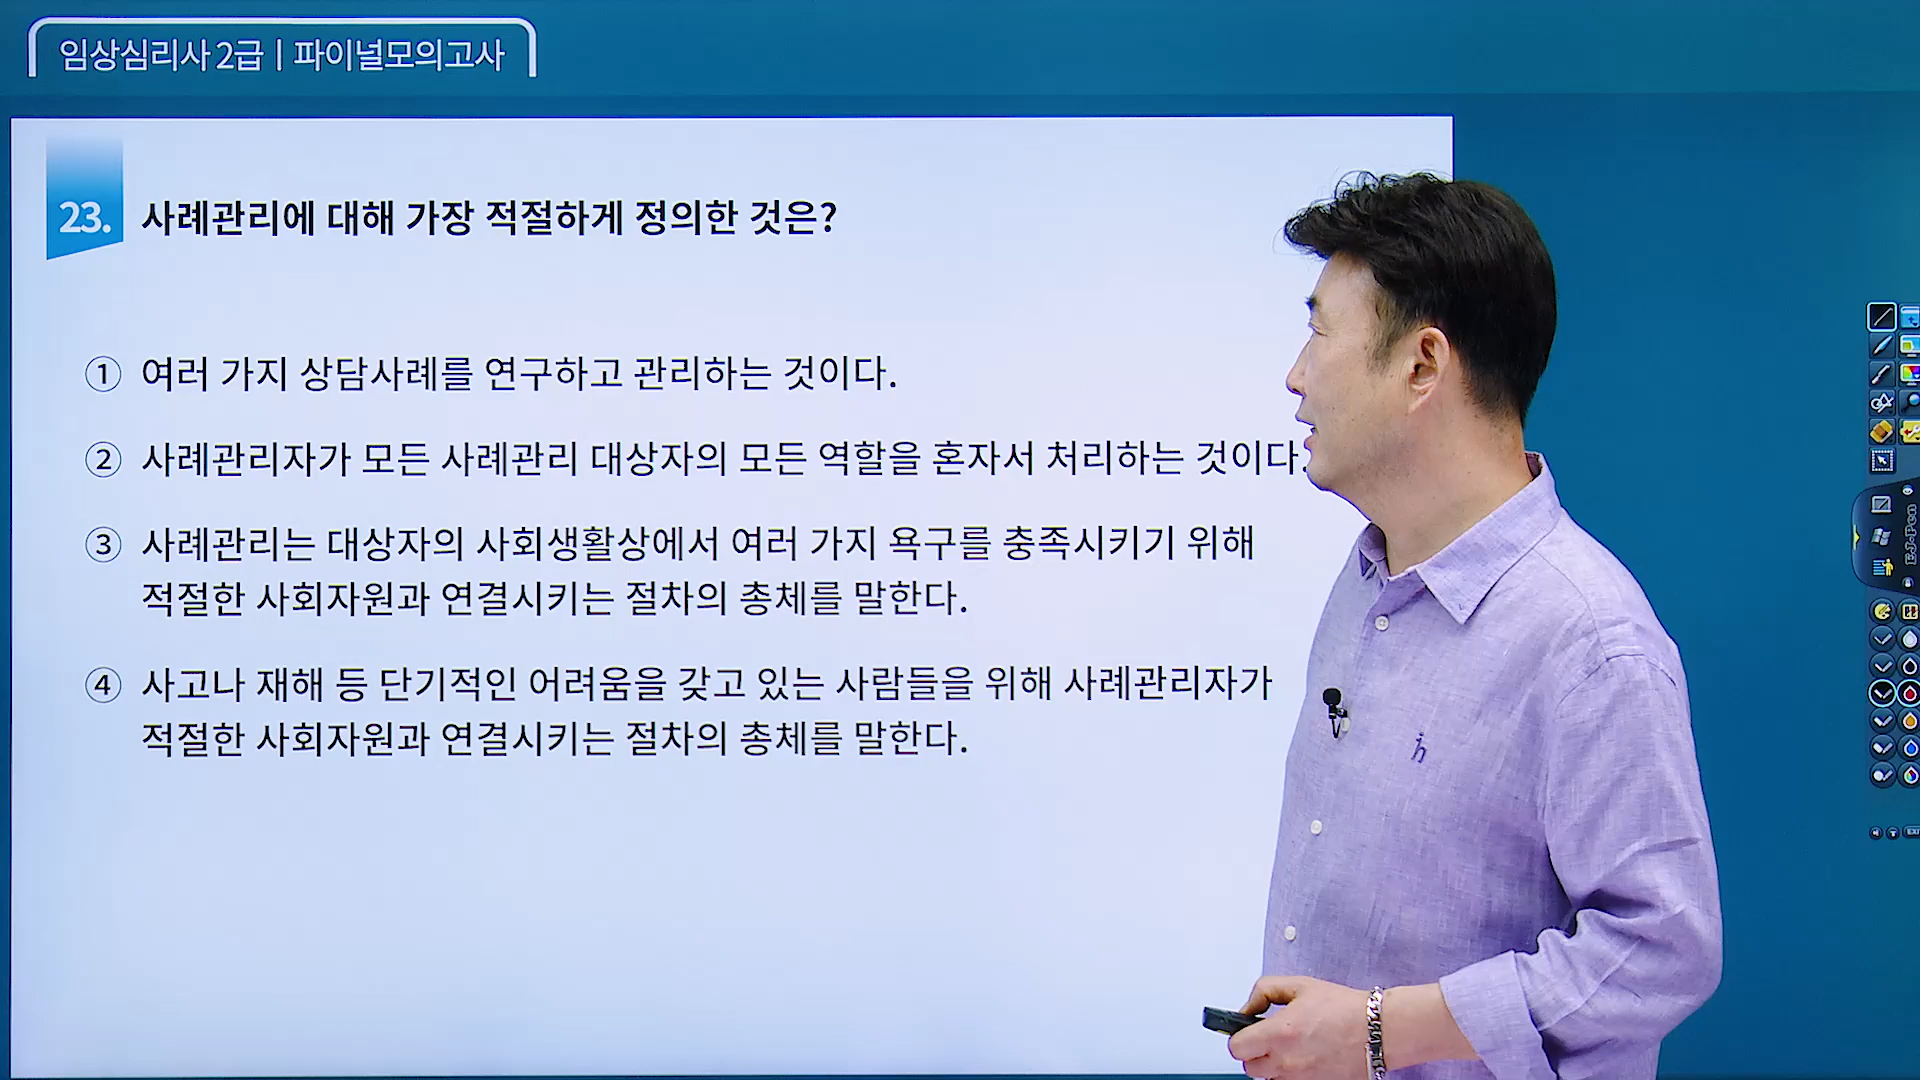 임상심리사 2급 | 파이널모의고사
23. 사례관리에 대해 가장 적절하게 정의한 것은?
① 여러 가지 상담사례를 연구하고 관리하는 것이다.
② 사례관리자가 모든 사례관리 대상자의 모든 역할을 혼자서 처리하는 것이다.
③ 사례관리는 대상자의 사회생활상에서 여러 가지 욕구를 충족시키기 위해
적절한 사회자원과 연결시키는 절차의 총체를 말한다.
④ 사고나 재해 등 단기적인 어려움을 갖고 있는 사람들을 위해 사례관리자가
적절한 사회자원과 연결시키는 절차의 총체를 말한다.
h
E.J-Pen